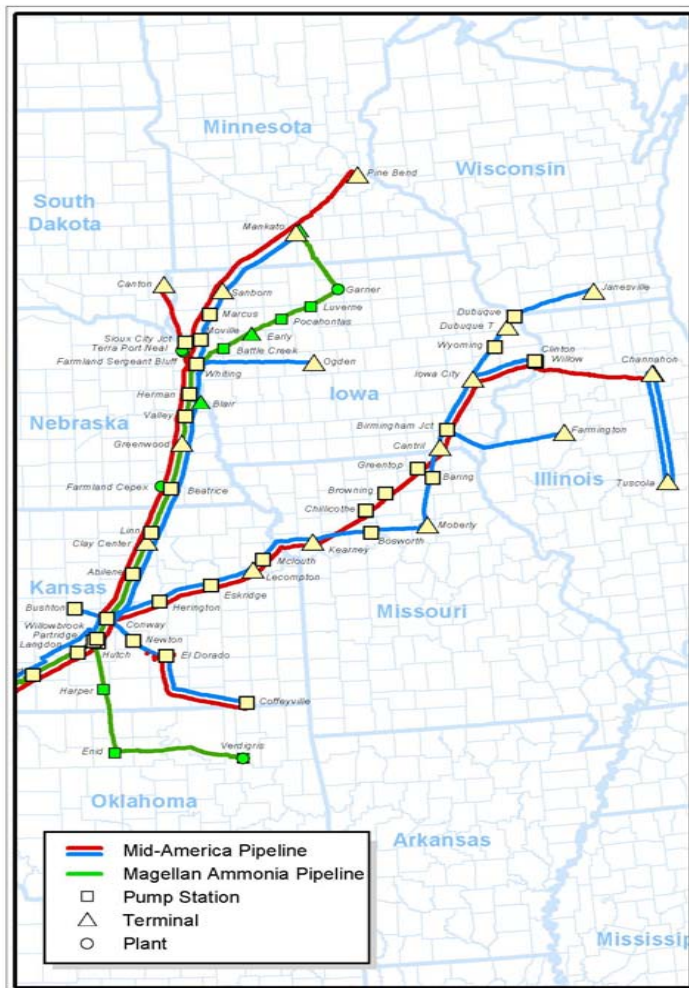 Minnesota
Wisconsin
Pine Bend
South
Dakota
Mankato
Canton
Sanborn
Garner
Janesville
Marcus
Luverne
Dubuque
Pocahontas
Moville
Sioux City Jct
Terra Port Neal
Early
Dubuque T
Battle Creek
Wyoming
Clinton
Farmland Sergeant Bluff
Willow
Whiting
Ogden
Channahon
Iowa City
Iowa
Herman
Blair
Nebraska
Valley
Birmingham Jct
Farmington
Greenwood
Cantril
Greentop
Illinois
Baring
Tuscola
Farmland Cepex
Beatrice
Browning
Chillicothe
Linn
Moberly
Clay Center
Bosworth
Kearney
Mclouth
Abilene
Lecompton
Kansas
Eskridge
Bushton
Herington
Missouri
Willowbrook
Conway
Partridge
Newton
Langdon
Hutch
El Dorado
Harper
Coffeyville
Enid
Verdigris
Oklahoma
Arkansas
Mid-America Pipeline
Magellan Ammonia Pipeline
Pump Station
Terminal
Plant
Mississip